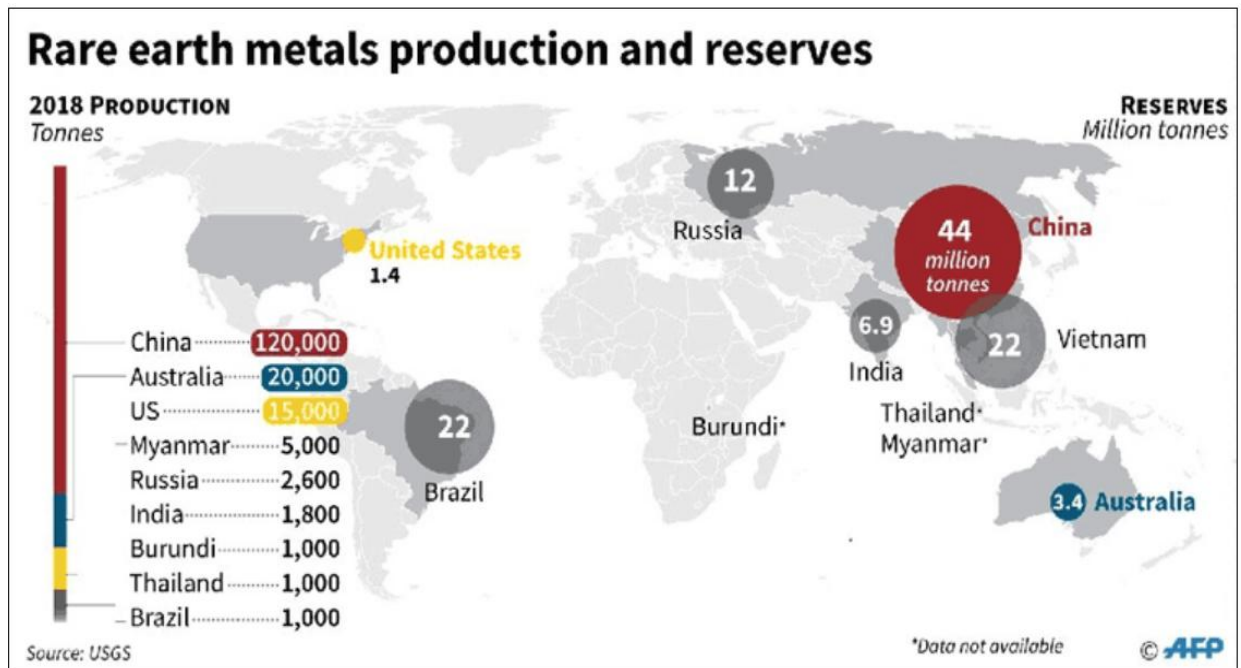 Rare earth metals production and reserves
2018 PRODUCTION
Tonnes
RESERVES
Million tonnes
12
Russia
44
million
tonnes
China
United States
1.4
6.9
India
22
Vietnam
China 120,000
Australia 20,000
US 15,000
Myanmar 5,000
Russia 2,600
India 1,800
Burundi 1,000
Thailand 1,000
Brazil 1,000
22
Brazil
Burundi*
Thailand*
Myanmar*
3.4 Australia
Source: USGS
*Data not available
© AFP